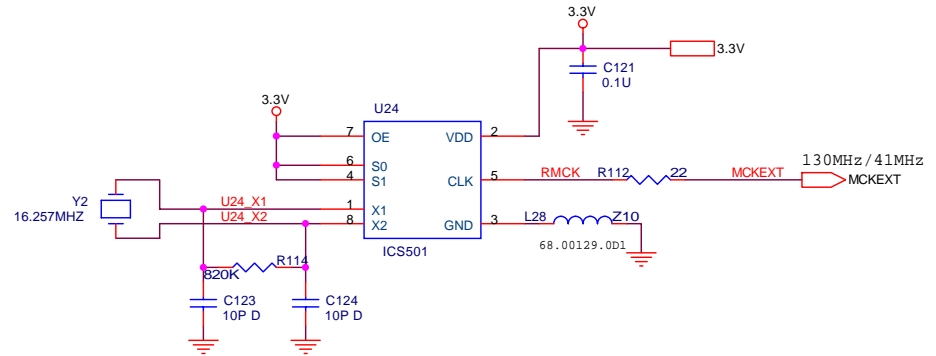 3.3V
3.3V
C121
0.1U
3.3V
U24
7
OE
VDD
2
6
S0
4
S1
CLK
5
RMCK
R112
22
MCKEXT
130MHz/41MHz
MCKEXT
Y2
16.257MHZ
U24_X1
1
X1
U24_X2
8
X2
GND
3
L28
Z10
68.00129.0D1
ICS501
820K
R114
C123
10P D
C124
10P D